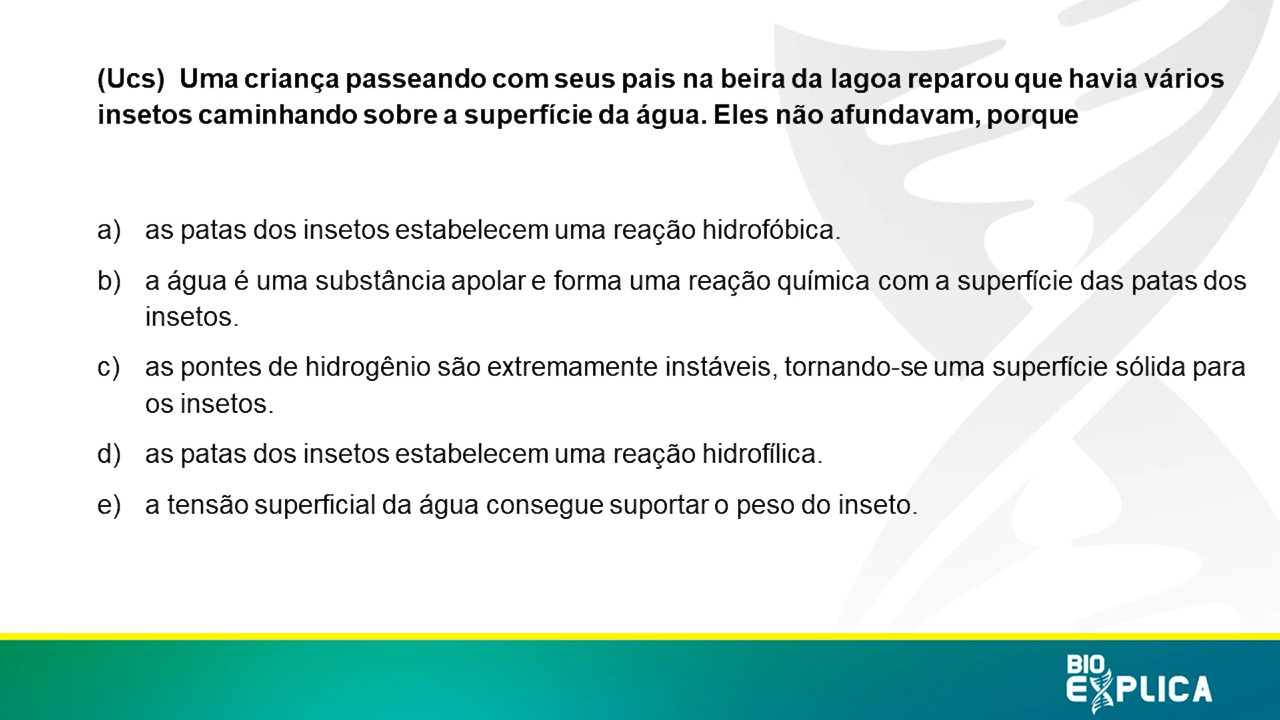 (Ucs) Uma criança passeando com seus pais na beira da lagoa reparou que havia vários
insetos caminhando sobre a superfície da água. Eles não afundavam, porque
a) as patas dos insetos estabelecem uma reação hidrofóbica.
b) a água é uma substância apolar e forma uma reação química com a superfície das patas dos
insetos.
c) as pontes de hidrogênio são extremamente instáveis, tornando-se uma superfície sólida para
os insetos.
d) as patas dos insetos estabelecem uma reação hidrofílica.
e) a tensão superficial da água consegue suportar o peso do inseto.
BIO
EXPLICA